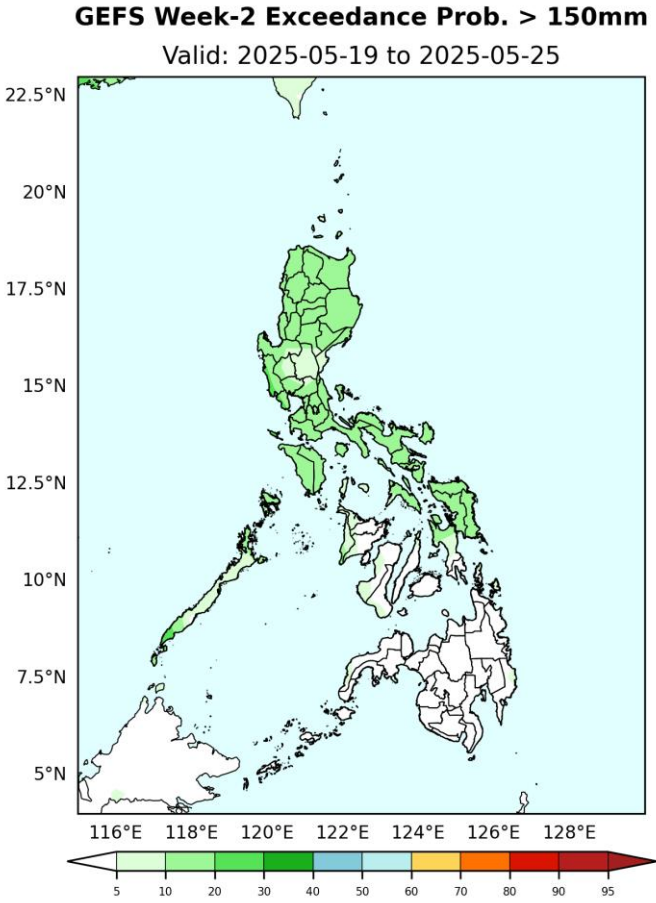 GEFS Week-2 Exceedance Prob. > 150mm
Valid: 2025-05-19 to 2025-05-25
22.5°N
20°N
17.5°N
15°N
12.5°N
10°N
7.5°N
5°N
116°E 118°E 120°E 122°E 124°E 126°E 128°E
5 10 20 30 40 50 60 70 80 90 95